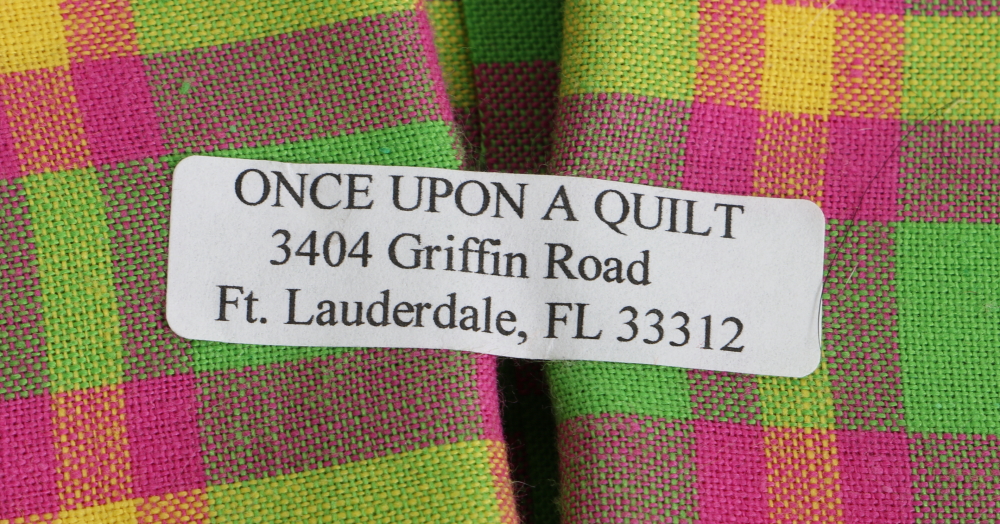 ONCE UPON A QUILT
3404 Griffin Road
Ft. Lauderdale, FL 33312